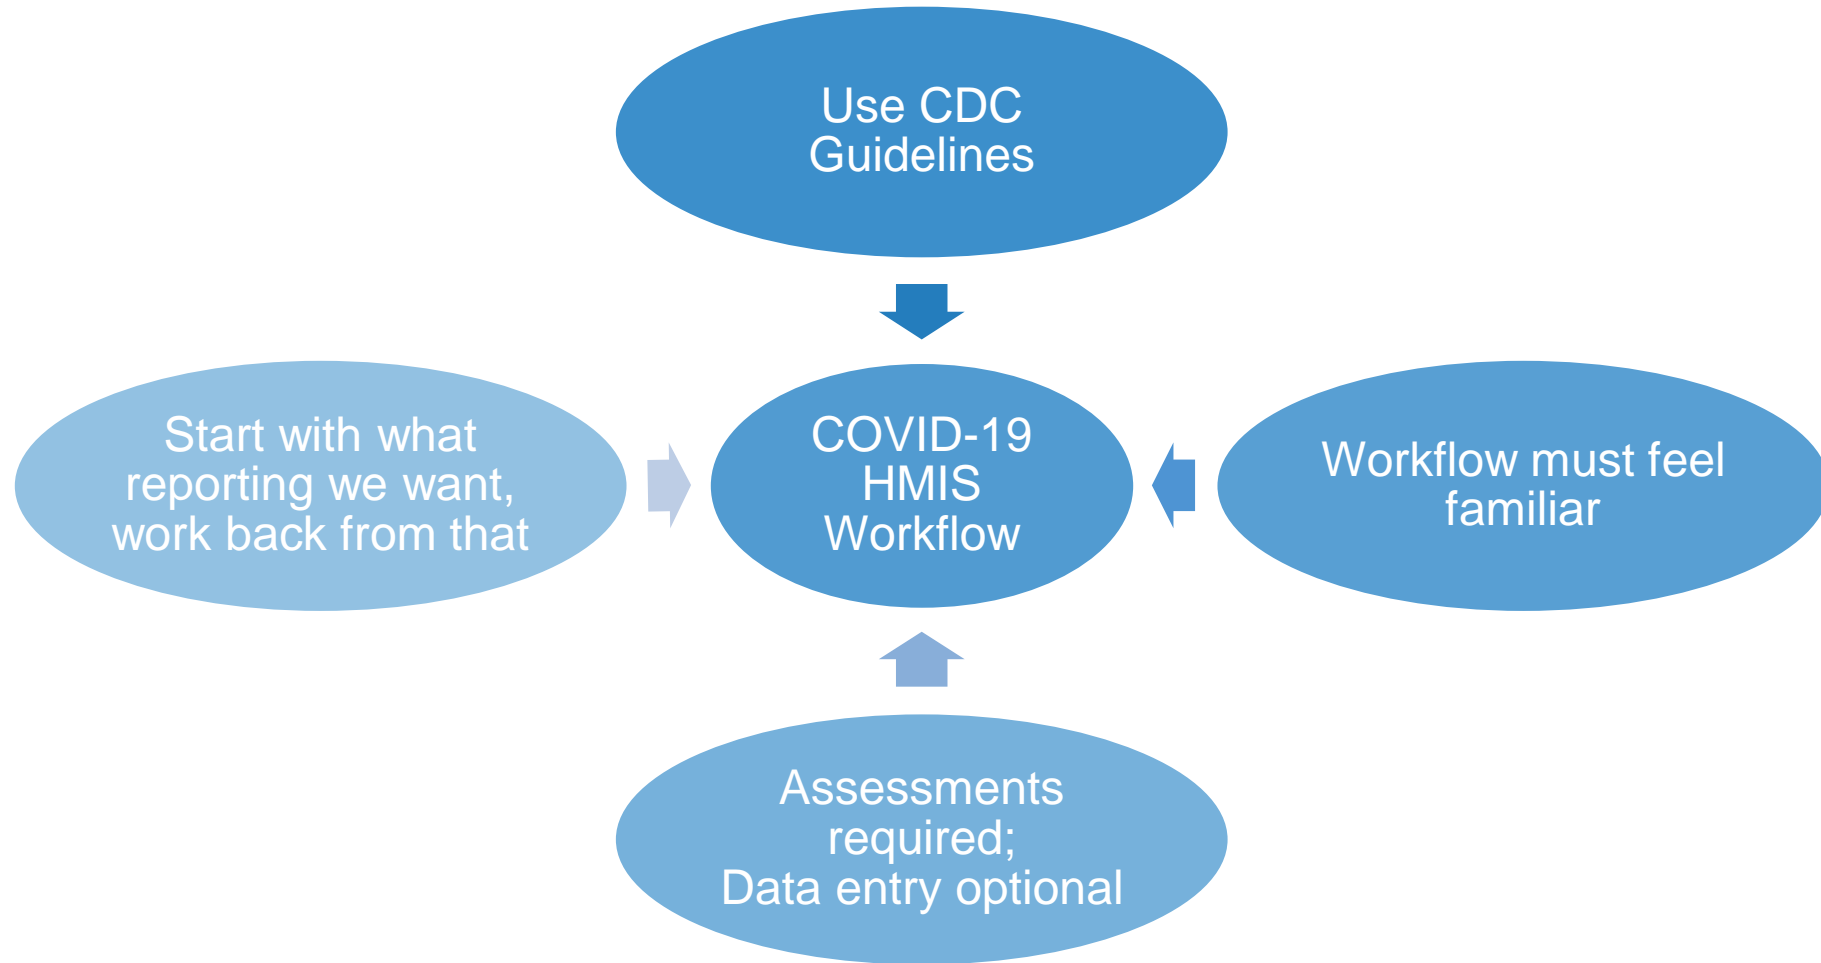 Use CDC
Guidelines
Start with what
reporting we want,
work back from that
COVID-19
HMIS
Workflow
Workflow must feel
familiar
Assessments
required;
Data entry optional